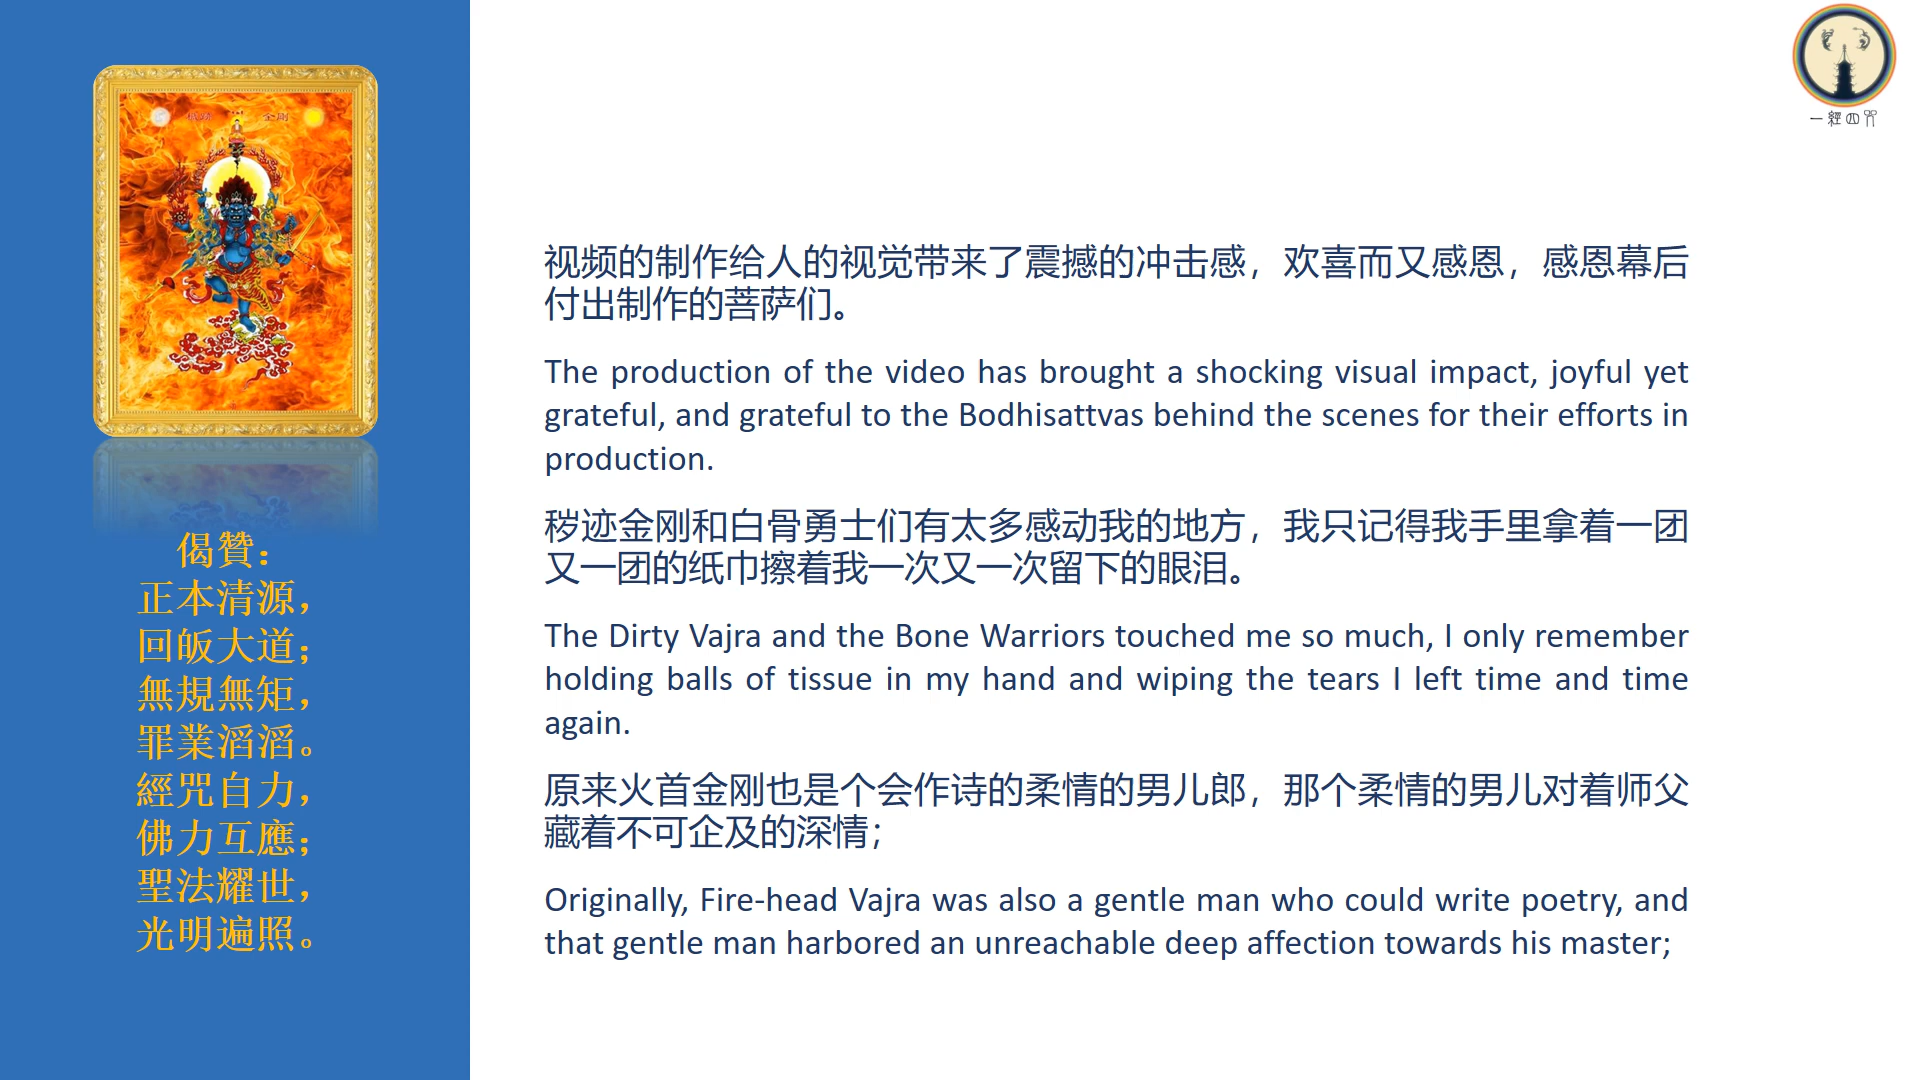 偈贊：
正本清源，
回皈大道；
無規無矩，
罪業滔滔。
經咒自力，
佛力互應；
聖法耀世，
光明遍照。
一經四咒
视频的制作给人的视觉带来了震撼的冲击感，欢喜而又感恩，感恩幕后
付出制作的菩萨们。
The production of the video has brought a shocking visual impact, joyful yet
grateful, and grateful to the Bodhisattvas behind the scenes for their efforts in
production.
秽迹金刚和白骨勇士们有太多感动我的地方，我只记得我手里拿着一团
又一团的纸巾擦着我一次又一次留下的眼泪。
The Dirty Vajra and the Bone Warriors touched me so much, I only remember
holding balls of tissue in my hand and wiping the tears I left time and time
again.
原来火首金刚也是个会作诗的柔情的男儿郎，那个柔情的男儿对着师父
藏着不可企及的深情；
Originally, Fire-head Vajra was also a gentle man who could write poetry, and
that gentle man harbored an unreachable deep affection towards his master;